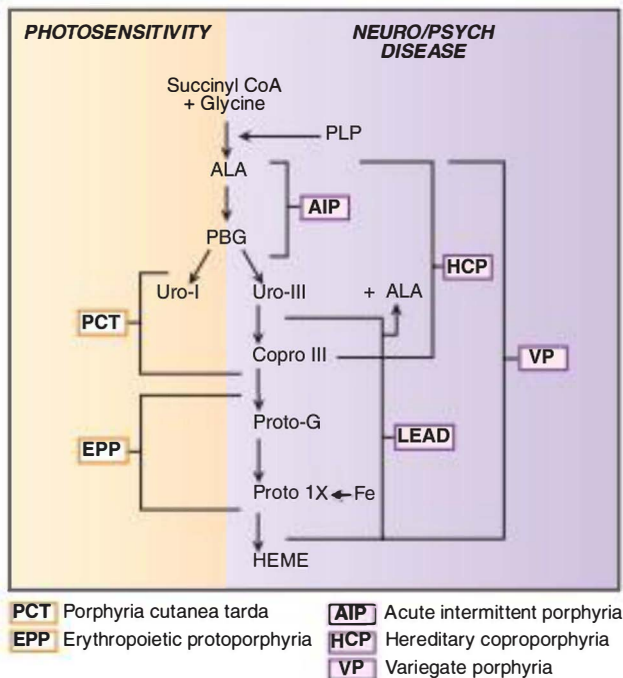 PHOTOSENSITIVITY
NEURO/PSYCH
DISEASE
Succinyl CoA
+ Glycine
PLP
ALA
AIP
PBG
HCP
Uro-I
Uro-III
+ ALA
PCT
Copro III
VP
Proto-G
LEAD
EPP
Proto 1X
Fe
HEME
PCT Porphyria cutanea tarda
EPP Erythropoietic protoporphyria
AIP Acute intermittent porphyria
HCP Hereditary coproporphyria
VP Variegate porphyria